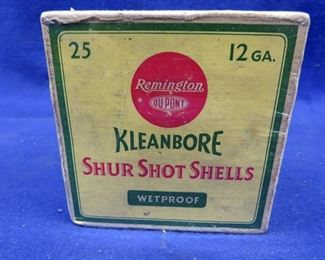 25 12 GA.
Remington
DU PONT
KLEANBORE
SHUR SHOT SHELLS
WETPROOF